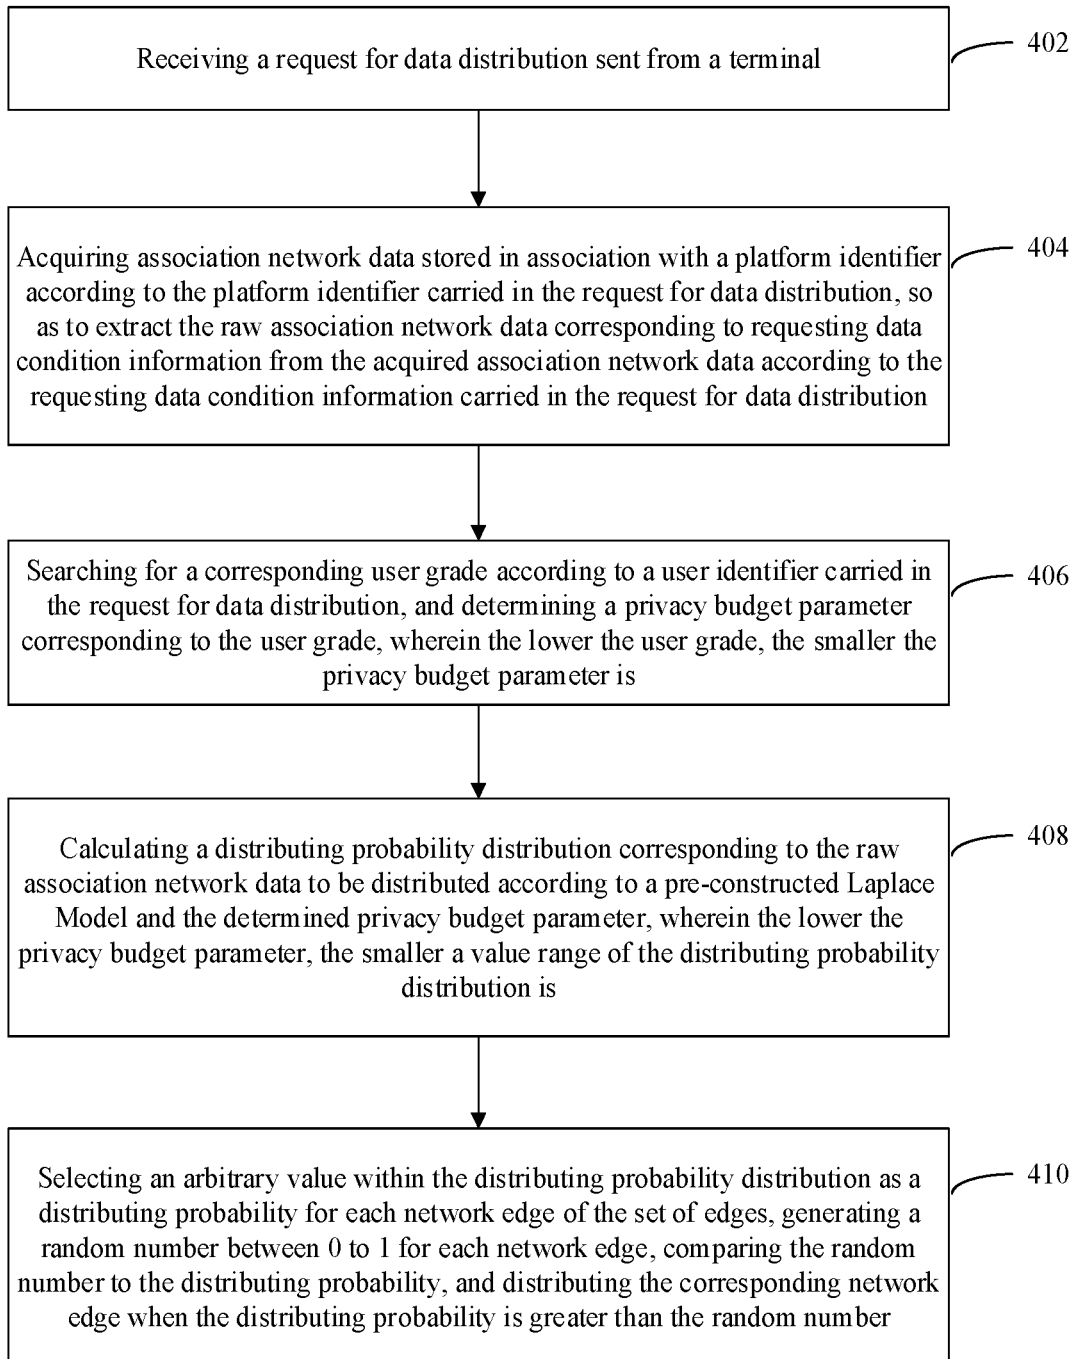 Receiving a request for data distribution sent from a terminal
402
Acquiring association network data stored in association with a platform identifier
according to the platform identifier carried in the request for data distribution, so
as to extract the raw association network data corresponding to requesting data
condition information from the acquired association network data according to the
requesting data condition information carried in the request for data distribution
404
Searching for a corresponding user grade according to a user identifier carried in
the request for data distribution, and determining a privacy budget parameter
corresponding to the user grade, wherein the lower the user grade, the smaller the
privacy budget parameter is
406
Calculating a distributing probability distribution corresponding to the raw
association network data to be distributed according to a pre-constructed Laplace
Model and the determined privacy budget parameter, wherein the lower the
privacy budget parameter, the smaller a value range of the distributing probability
distribution is
408
Selecting an arbitrary value within the distributing probability distribution as a
distributing probability for each network edge of the set of edges, generating a
random number between 0 to 1 for each network edge, comparing the random
number to the distributing probability, and distributing the corresponding network
edge when the distributing probability is greater than the random number
410